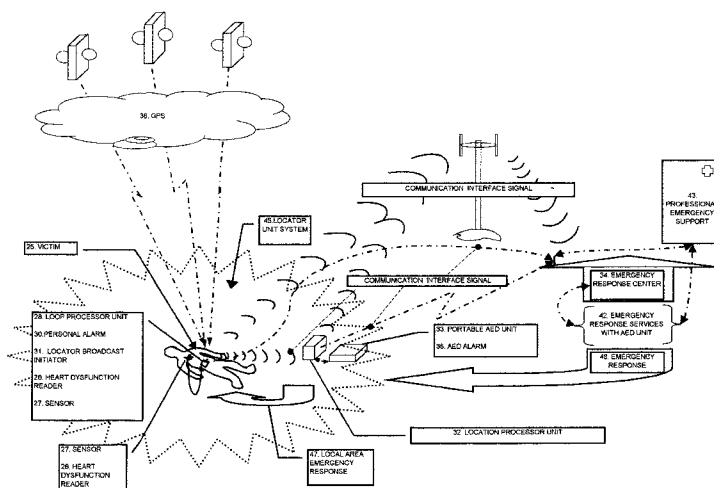 38. GPS
COMMUNICATION INTERFACE SIGNAL
43.
PROFESSIONAL
EMERGENCY
SUPPORT
45. LOCATOR
UNIT SYSTEM
25. VICTIM
COMMUNICATION INTERFACE SIGNAL
34. EMERGENCY
RESPONSE CENTER
28. LOOP PROCESSOR
UNIT
30. PERSONAL ALARM
31. LOCATOR BROADCAST
INITIATOR
26. HEART DYSFUNCTION
READER
27. SENSOR
33. PORTABLE AED UNIT
36. AED ALARM
42. EMERGENCY
RESPONSE SERVICES
WITH AED UNIT
48. EMERGENCY
RESPONSE
32. LOCATION PROCESSOR UNIT
27. SENSOR
26. HEART
DYSFUNCTION
READER
47. LOCAL AREA
EMERGENCY
RESPONSE